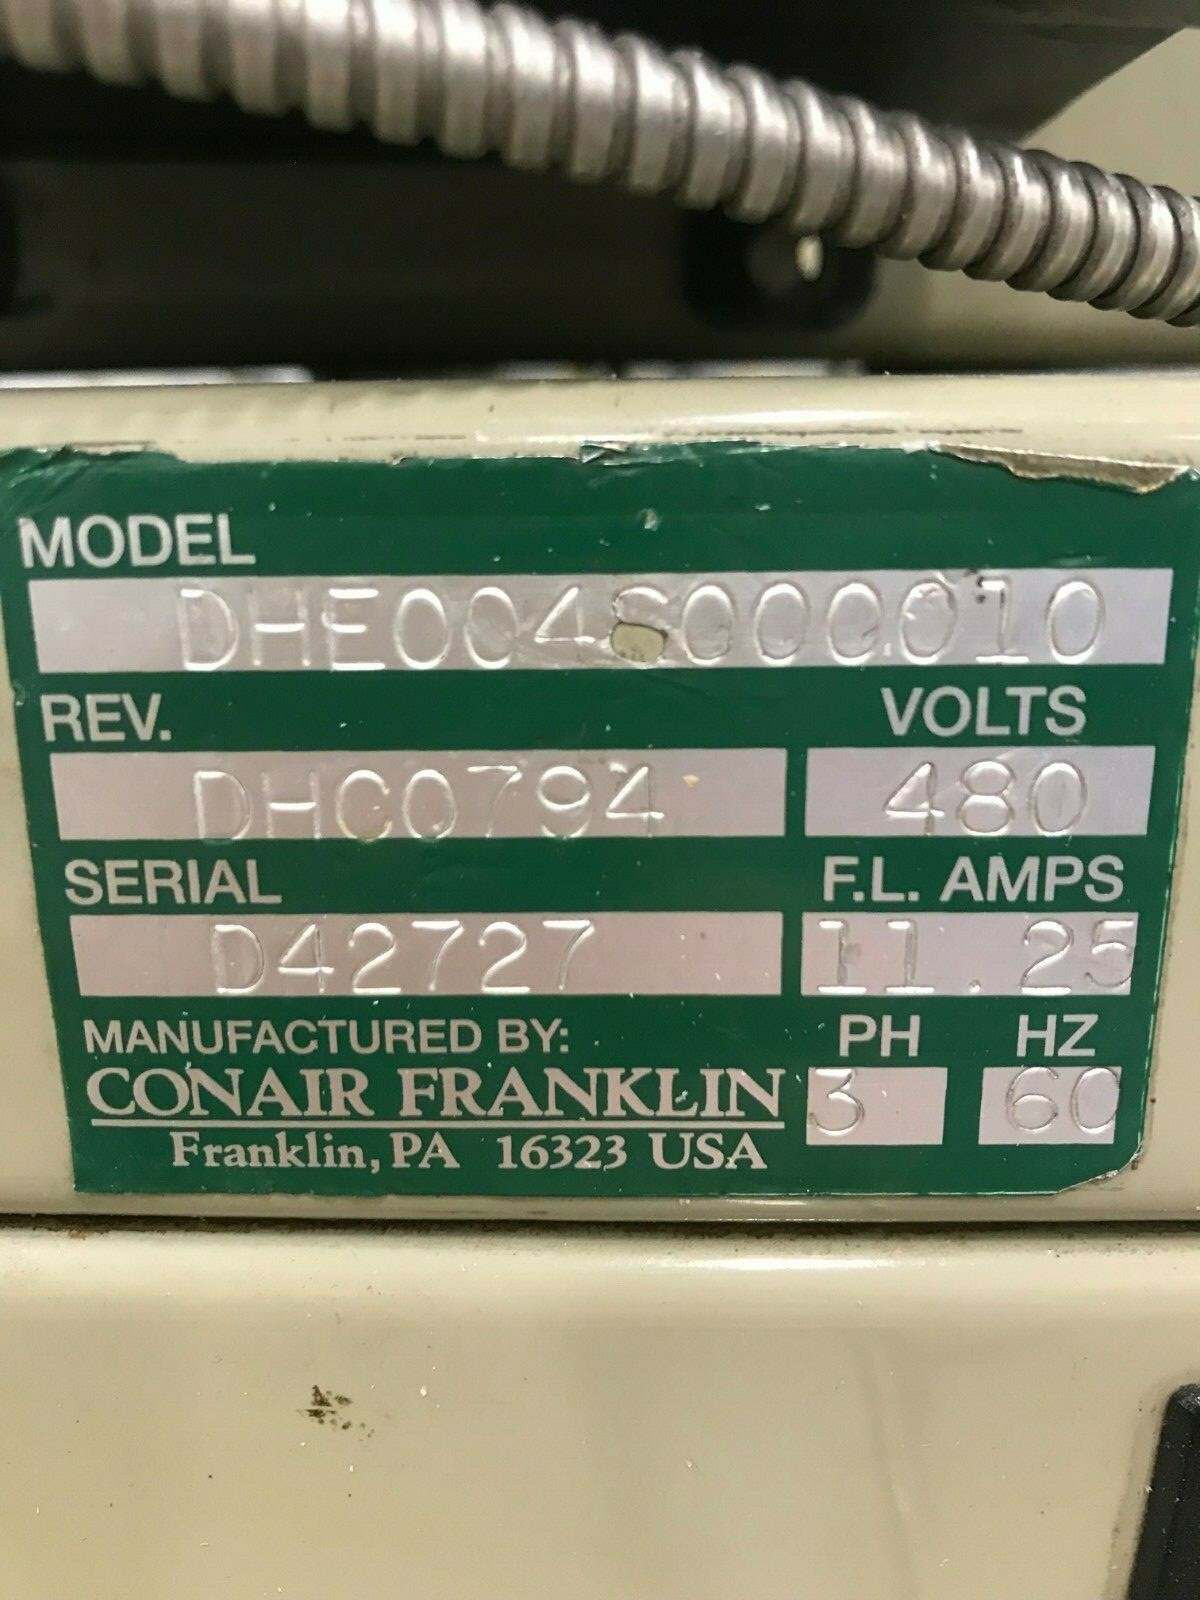 MODEL
DHE004S000010
REV. VOLTS
DHC0794 480
SERIAL F.L. AMPS
D42727 11.25
MANUFACTURED BY: PH HZ
CONAIR FRANKLIN 3 60
Franklin, PA 16323 USA